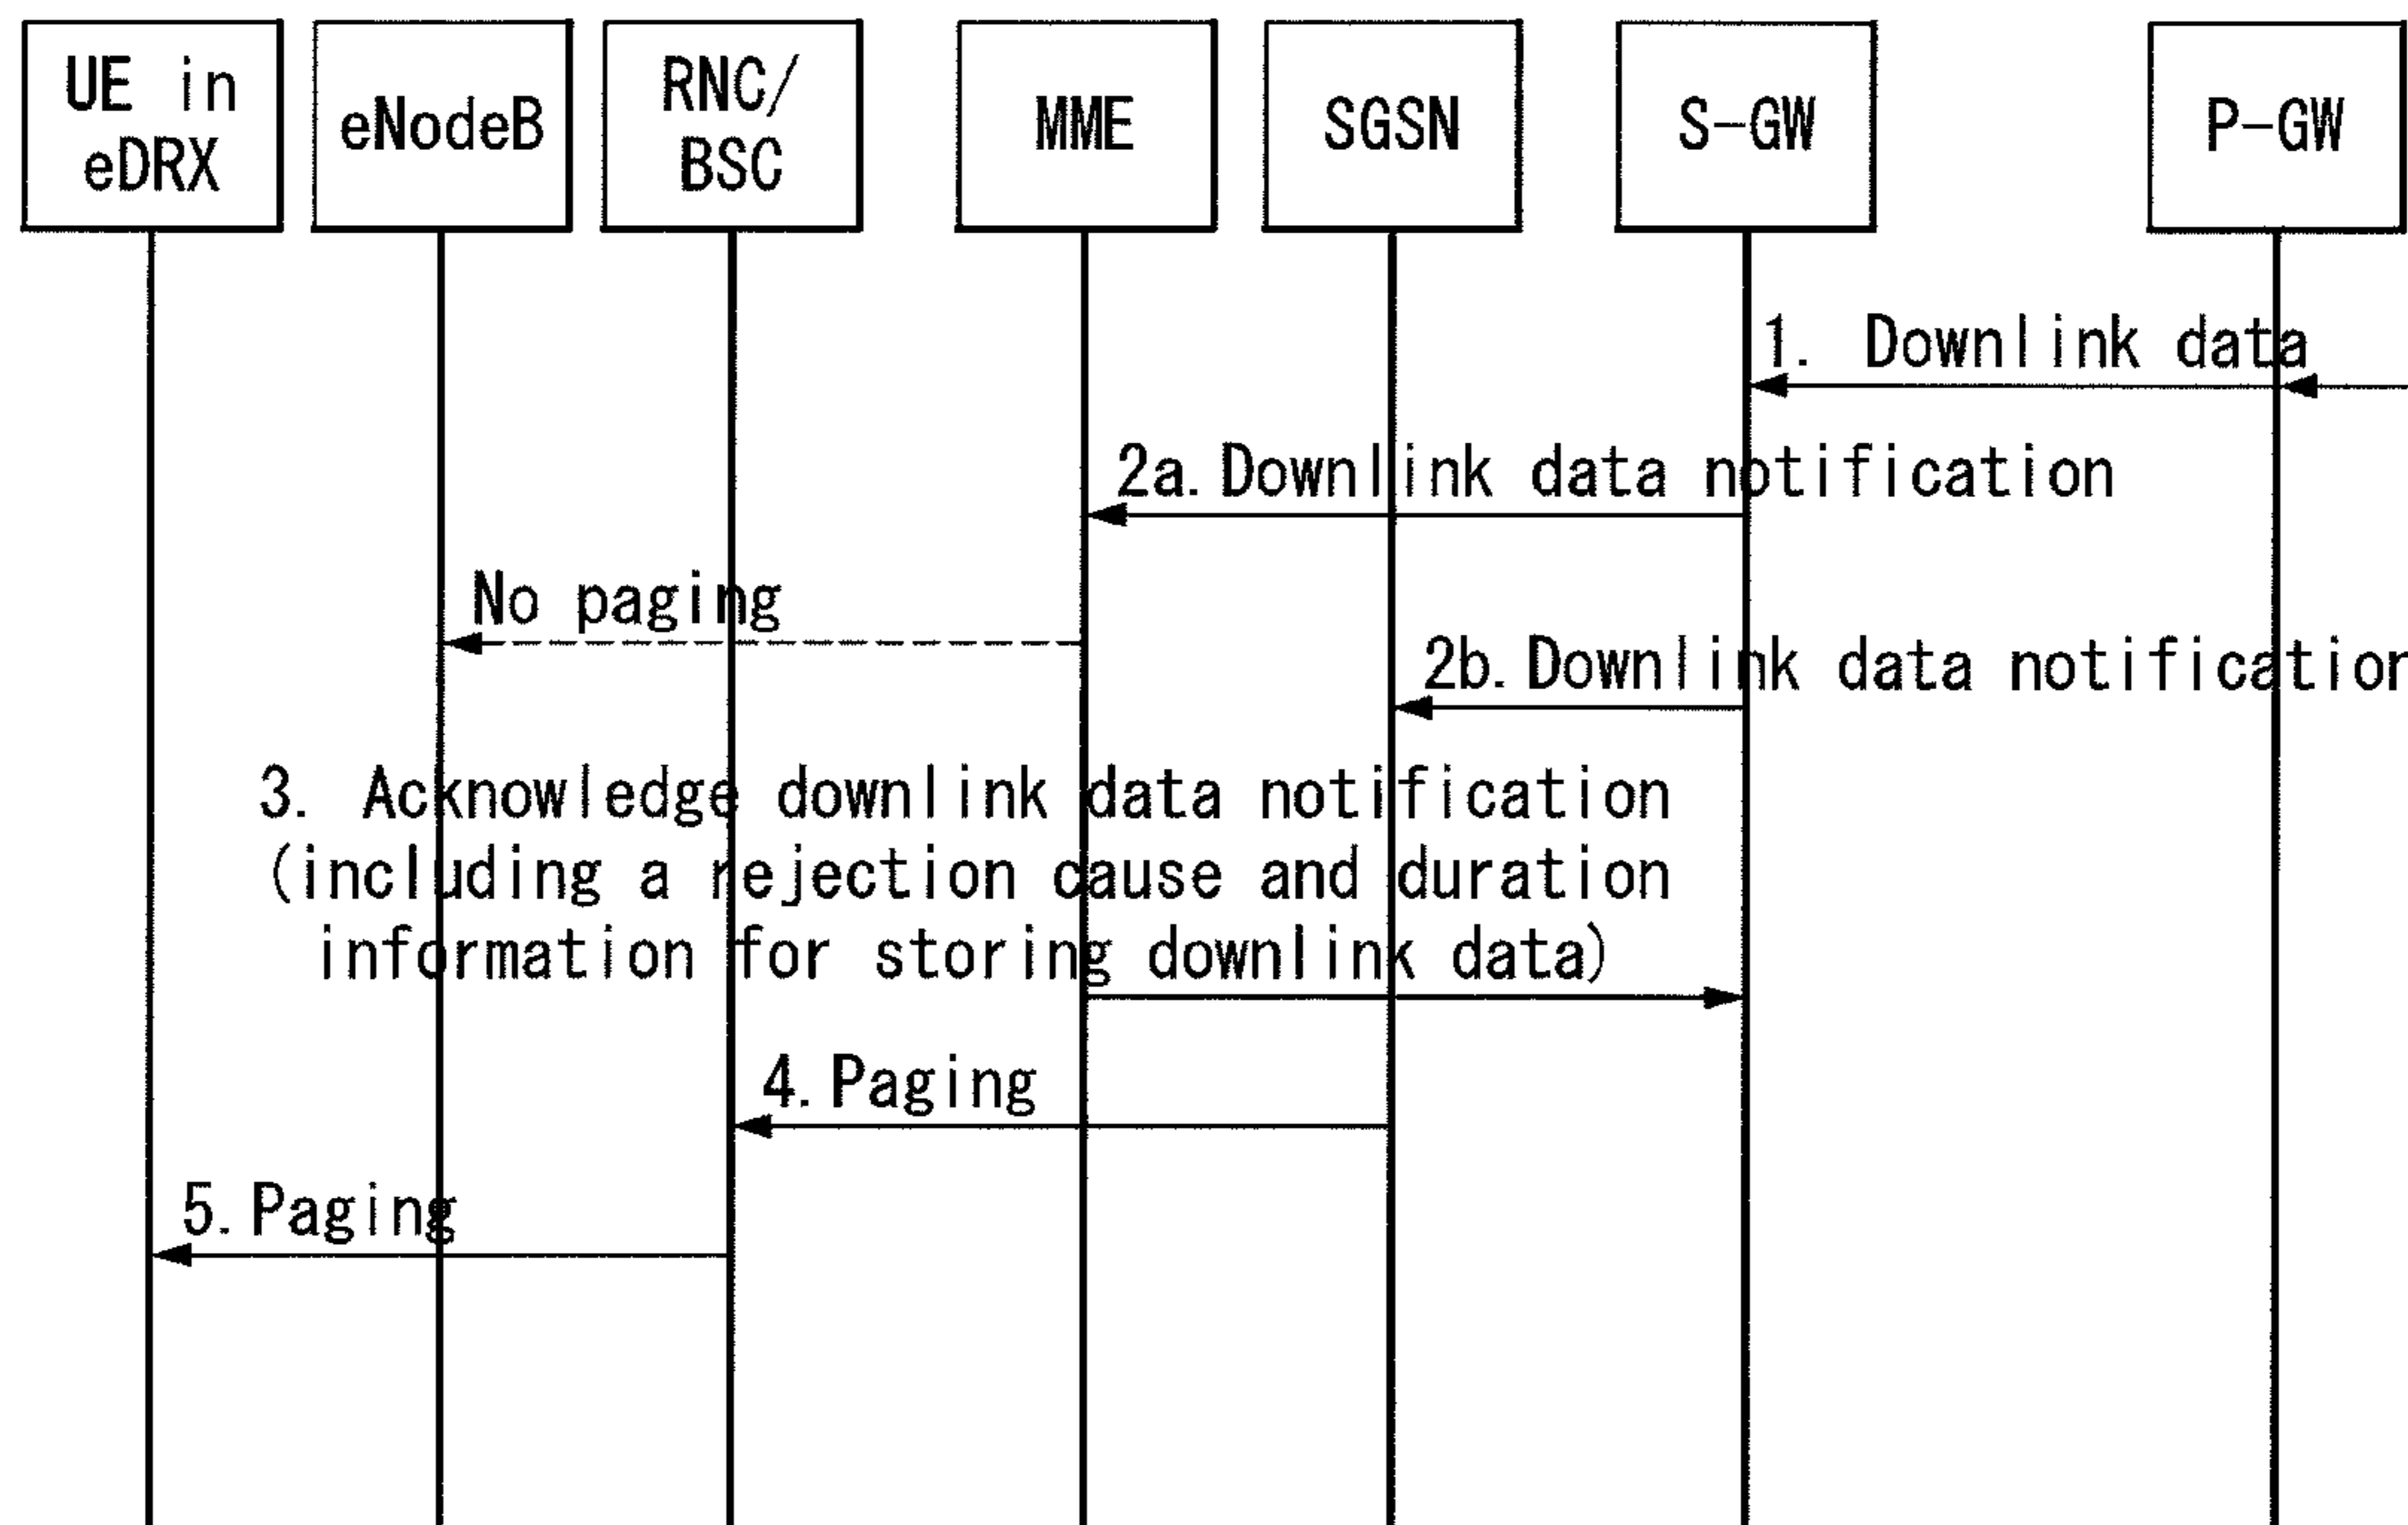 UE in
eDRX
eNodeB
RNC/
BSC
MME
SGSN
S-GW
P-GW
1. Downlink data
2a. Downlink data notification
No paging
2b. Downlink data notification
3. Acknowledge downlink data notification
(including a rejection cause and duration
information for storing downlink data)
4. Paging
5. Paging